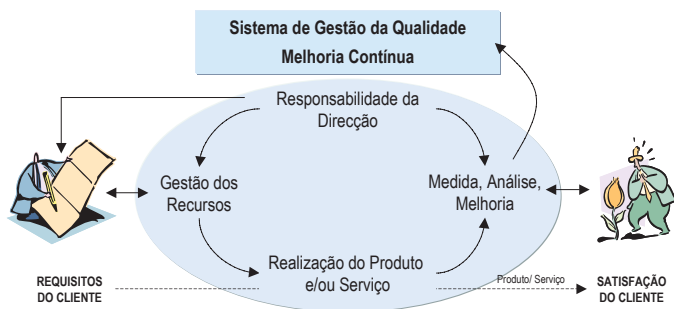 Sistema de Gestão da Qualidade
Melhoria Contínua
Responsabilidade da
Direcção
Gestão dos
Recursos
Medida, Análise,
Melhoria
Realização do Produto
e/ou Serviço
REQUISITOS
DO CLIENTE
Produto/ Serviço
SATISFAÇÃO
DO CLIENTE